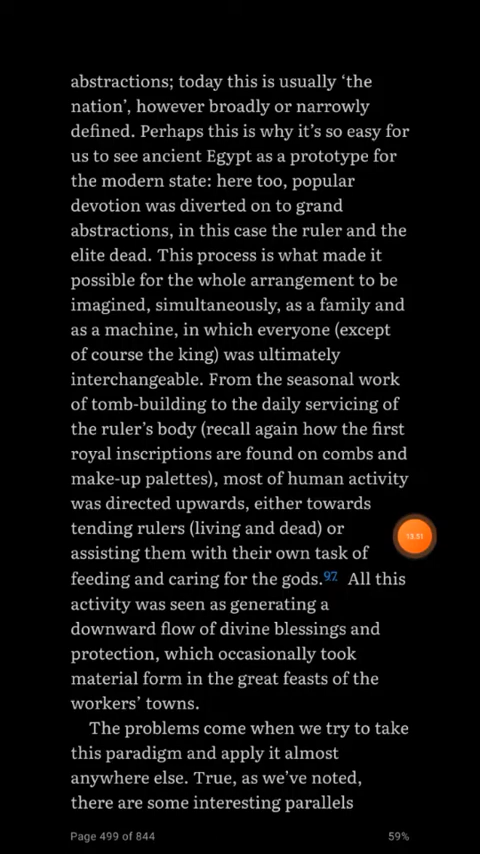 abstractions; today this is usually ‘the
nation’, however broadly or narrowly
defined. Perhaps this is why it’s so easy for
us to see ancient Egypt as a prototype for
the modern state: here too, popular
devotion was diverted on to grand
abstractions, in this case the ruler and the
elite dead. This process is what made it
possible for the whole arrangement to be
imagined, simultaneously, as a family and
as a machine, in which everyone (except
of course the king) was ultimately
interchangeable. From the seasonal work
of tomb-building to the daily servicing of
the ruler’s body (recall again how the first
royal inscriptions are found on combs and
make-up palettes), most of human activity
was directed upwards, either towards
tending rulers (living and dead) or
13:51
assisting them with their own task of
feeding and caring for the gods.97 All this
activity was seen as generating a
downward flow of divine blessings and
protection, which occasionally took
material form in the great feasts of the
workers’ towns.
The problems come when we try to take
this paradigm and apply it almost
anywhere else. True, as we’ve noted,
there are some interesting parallels
Page 499 of 844
59%